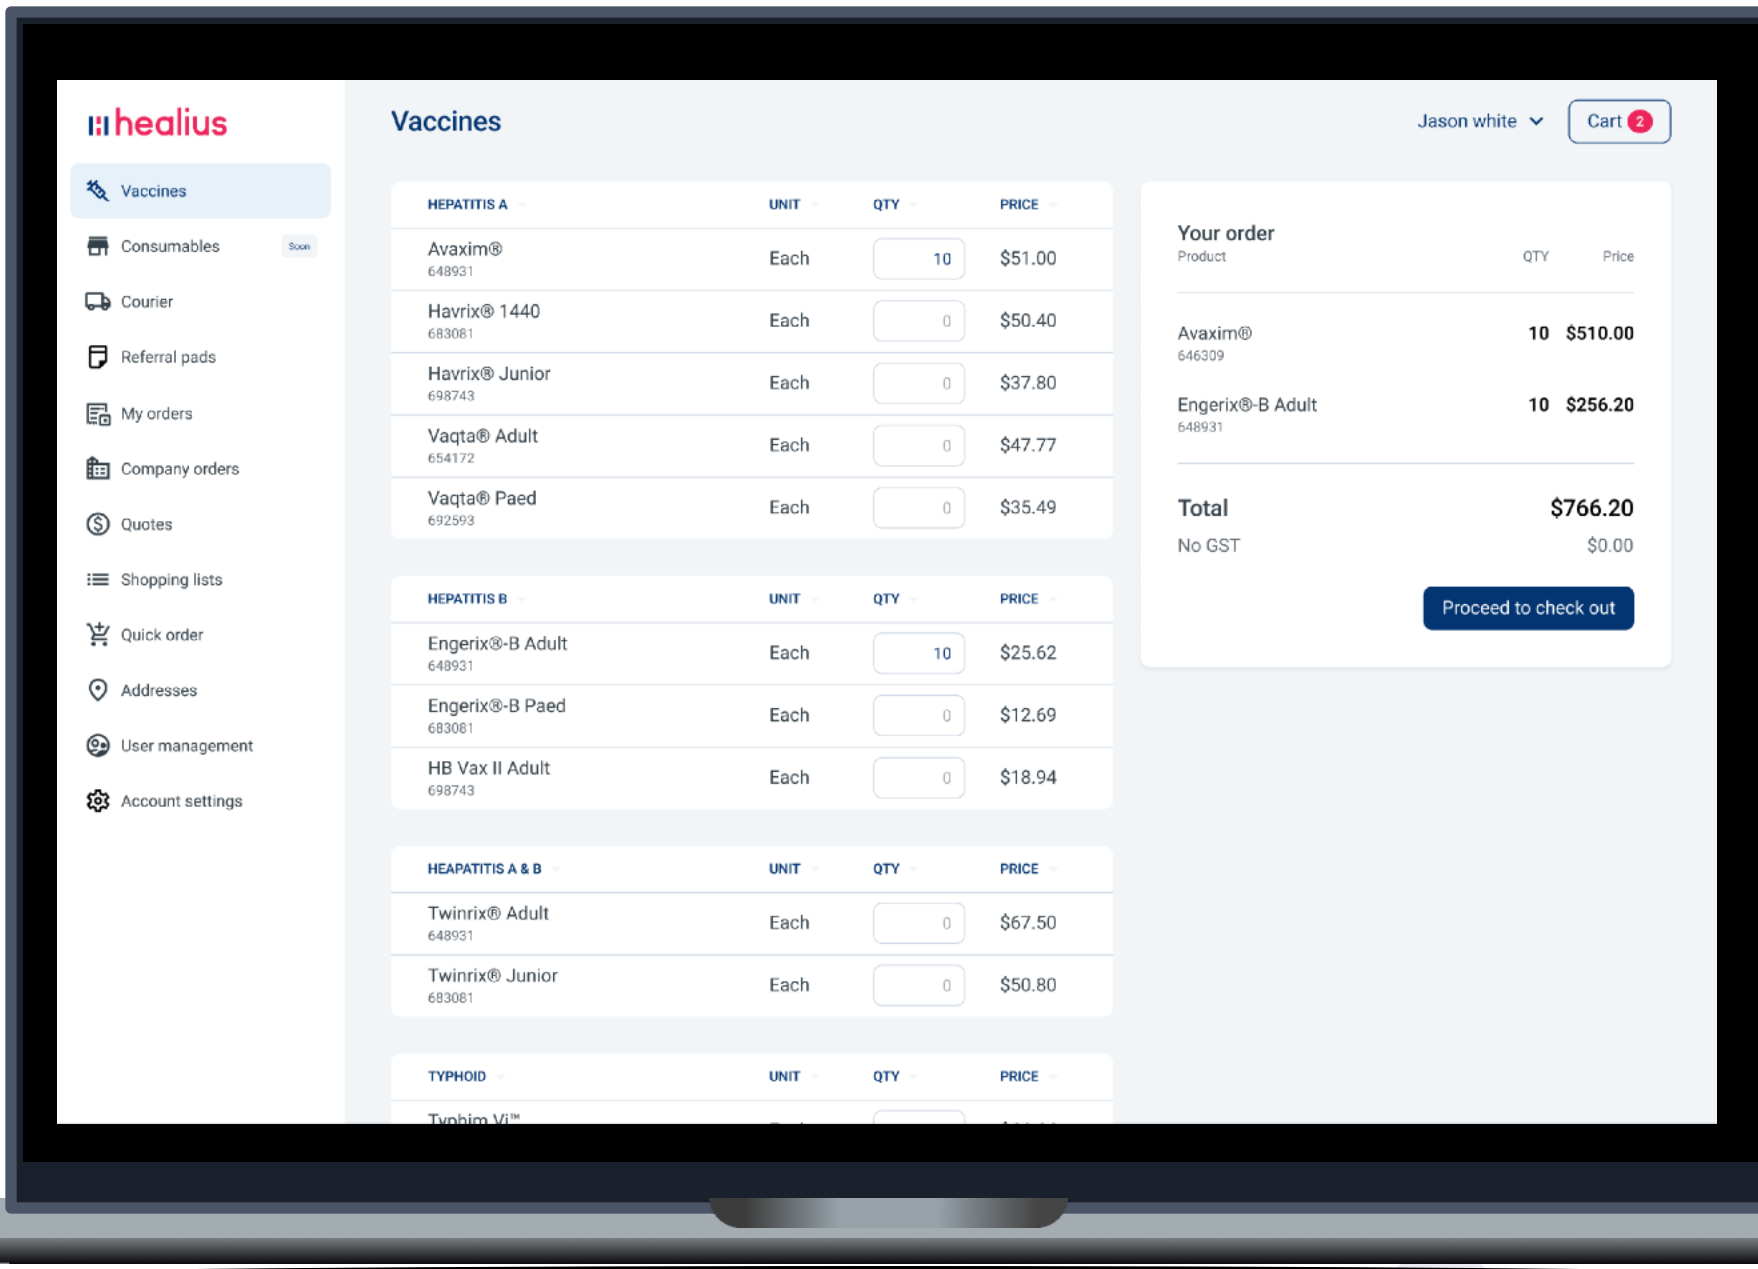 healius
Vaccines
Consumables Soon
Courier
Referral pads
My orders
Company orders
Quotes
Shopping lists
Quick order
Addresses
User management
Account settings
Vaccines
Jason white
Cart 2
HEPATITIS A UNIT QTY PRICE
Avaxim® Each 10 $51.00
648931
Havrix® 1440 Each 0 $50.40
683081
Havrix® Junior Each 0 $37.80
698743
Vaqta® Adult Each 0 $47.77
654172
Vaqta® Paed Each 0 $35.49
692593
HEPATITIS B UNIT QTY PRICE
Engerix®-B Adult Each 10 $25.62
648931
Engerix®-B Paed Each 0 $12.69
683081
HB Vax II Adult Each 0 $18.94
698743
HEAPATITIS A & B UNIT QTY PRICE
Twinrix® Adult Each 0 $67.50
648931
Twinrix® Junior Each 0 $50.80
683081
TYPHOID UNIT QTY PRICE
Typhim Vi™
Your order
Product QTY Price
Avaxim® 10 $510.00
646309
Engerix®-B Adult 10 $256.20
648931
Total $766.20
No GST $0.00
Proceed to check out